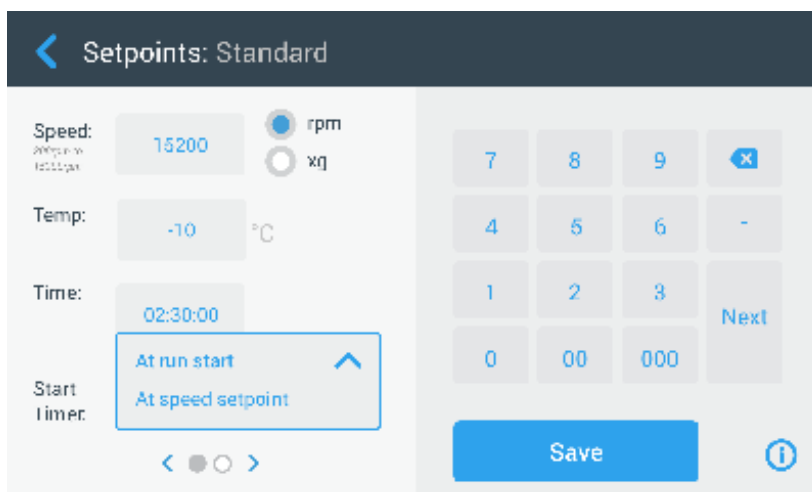 Setpoints: Standard
Speed:
15200
rpm
xg
Temp:
-10
°C
Time:
02:30:00
At run start
At speed setpoint
Start
Timer:
7 8 9
4 5 6 -
1 2 3
Next
0 00 000
Save